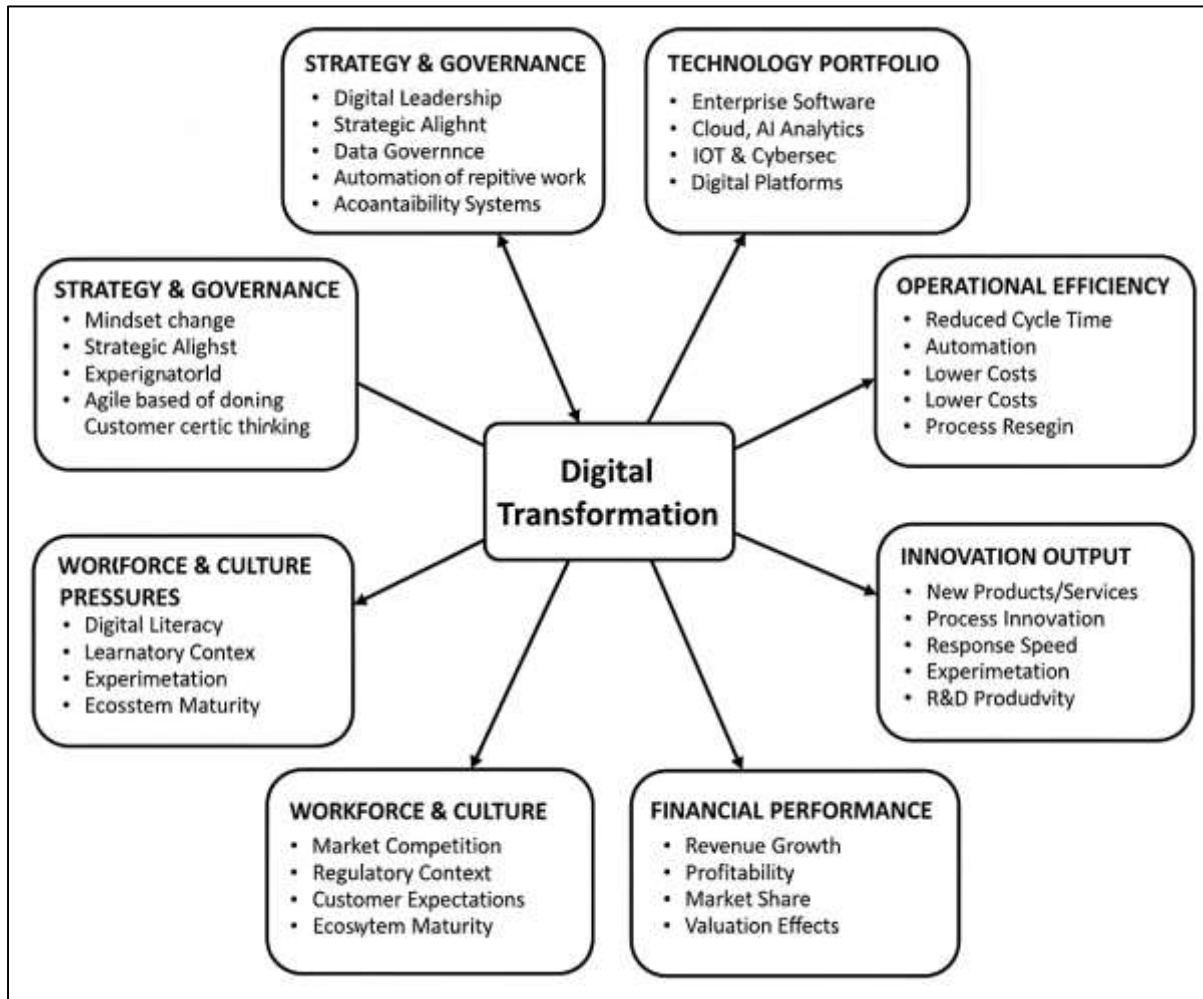 STRATEGY & GOVERNANCE
• Digital Leadership
• Strategic Alighnt
• Data Governnce
• Automation of repitive work
• Acoantaibility Systems
TECHNOLOGY PORTFOLIO
• Enterprise Software
• Cloud, AI Analytics
• IOT & Cybersec
• Digital Platforms
STRATEGY & GOVERNANCE
• Mindset change
• Strategic Alighst
• Experignatorld
• Agile based of doning
Customer certic thinking
OPERATIONAL EFFICIENCY
• Reduced Cycle Time
• Automation
• Lower Costs
• Lower Costs
• Process Resegin
Digital
Transformation
WORKFORCE & CULTURE
PRESSURES
• Digital Literacy
• Learnatory Contex
• Experimetation
• Ecosstem Maturity
INNOVATION OUTPUT
• New Products/Services
• Process Innovation
• Response Speed
• Experimetation
• R&D Produdvity
WORKFORCE & CULTURE
• Market Competition
• Regulatory Context
• Customer Expectations
• Ecosytem Maturity
FINANCIAL PERFORMANCE
• Revenue Growth
• Profitability
• Market Share
• Valuation Effects